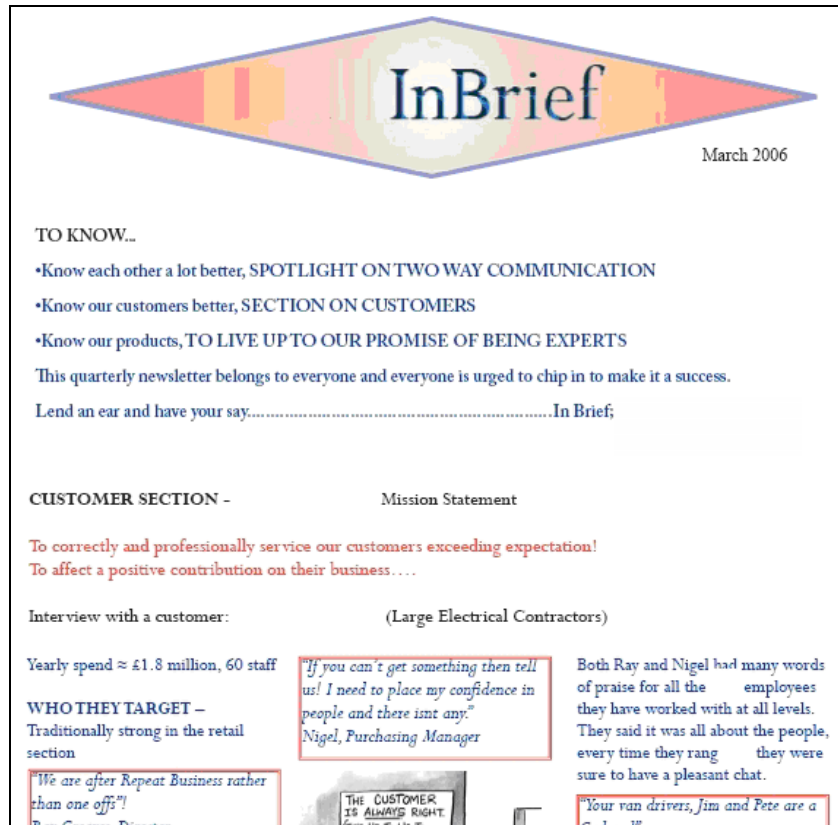 InBrief
March 2006
TO KNOW...
•Know each other a lot better, SPOTLIGHT ON TWO WAY COMMUNICATION
•Know our customers better, SECTION ON CUSTOMERS
•Know our products, TO LIVE UP TO OUR PROMISE OF BEING EXPERTS
This quarterly newsletter belongs to everyone and everyone is urged to chip in to make it a success.
Lend an ear and have your say.................................................................In Brief;
CUSTOMER SECTION - Mission Statement
To correctly and professionally service our customers exceeding expectation!
To affect a positive contribution on their business....
Interview with a customer: (Large Electrical Contractors)
Yearly spend ≈ £1.8 million, 60 staff
WHO THEY TARGET –
Traditionally strong in the retail
section
"We are after Repeat Business rather
than one offs"!
"If you can't get something then tell
us! I need to place my confidence in
people and there isnt any."
Nigel, Purchasing Manager
THE CUSTOMER
IS ALWAYS RIGHT.
Both Ray and Nigel had many words
of praise for all the employees
they have worked with at all levels.
They said it was all about the people,
every time they rang they were
sure to have a pleasant chat.
"Your van drivers, Jim and Pete are a